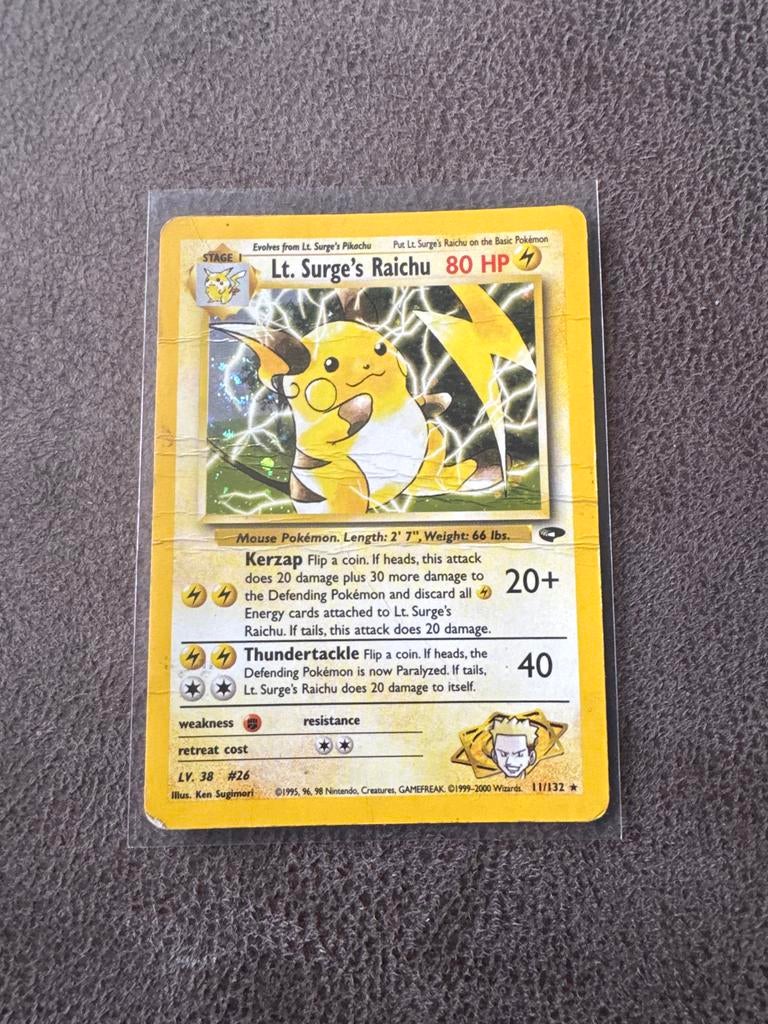 Evolves from Lt. Surge's Pikachu
Put Lt. Surge's Raichu on the Basic Pokémon
STAGE 1
Lt. Surge's Raichu 80 HP
Mouse Pokémon. Length: 2' 7", Weight: 66 lbs.
Kerzap Flip a coin. If heads, this attack
does 20 damage plus 30 more damage to
the Defending Pokémon and discard all
Energy cards attached to Lt. Surge's
Raichu. If tails, this attack does 20 damage.
20+
Thundertackle Flip a coin. If heads, the
Defending Pokémon is now Paralyzed. If tails,
Lt. Surge's Raichu does 20 damage to itself.
40
weakness
resistance
retreat cost
LV. 38 #26
Illus. Ken Sugimori
©1995, 96, 98 Nintendo, Creatures, GAMEFREAK. ©1999-2000 Wizards. 11/132 ★